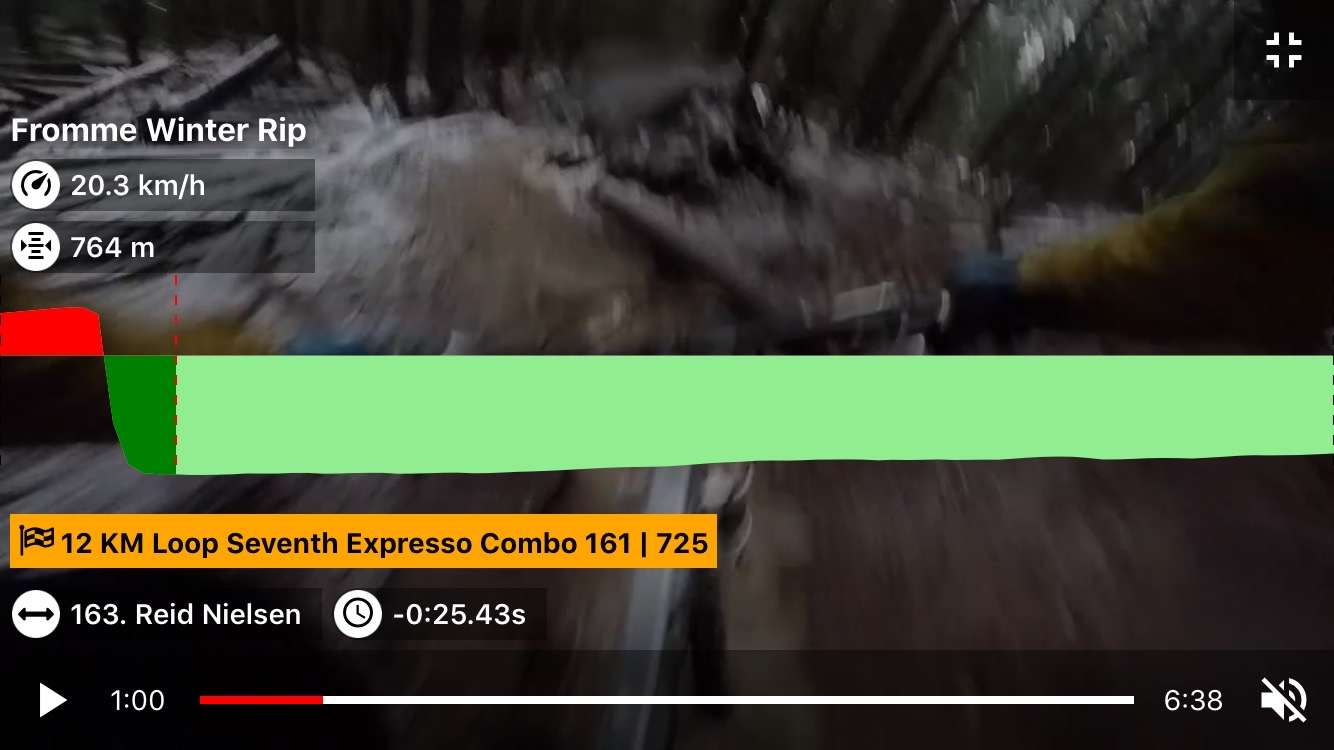 Fromme Winter Rip
20.3 km/h
764 m
12 KM Loop Seventh Expresso Combo 161 | 725
163. Reid Nielsen
-0:25.43s
1:00
6:38